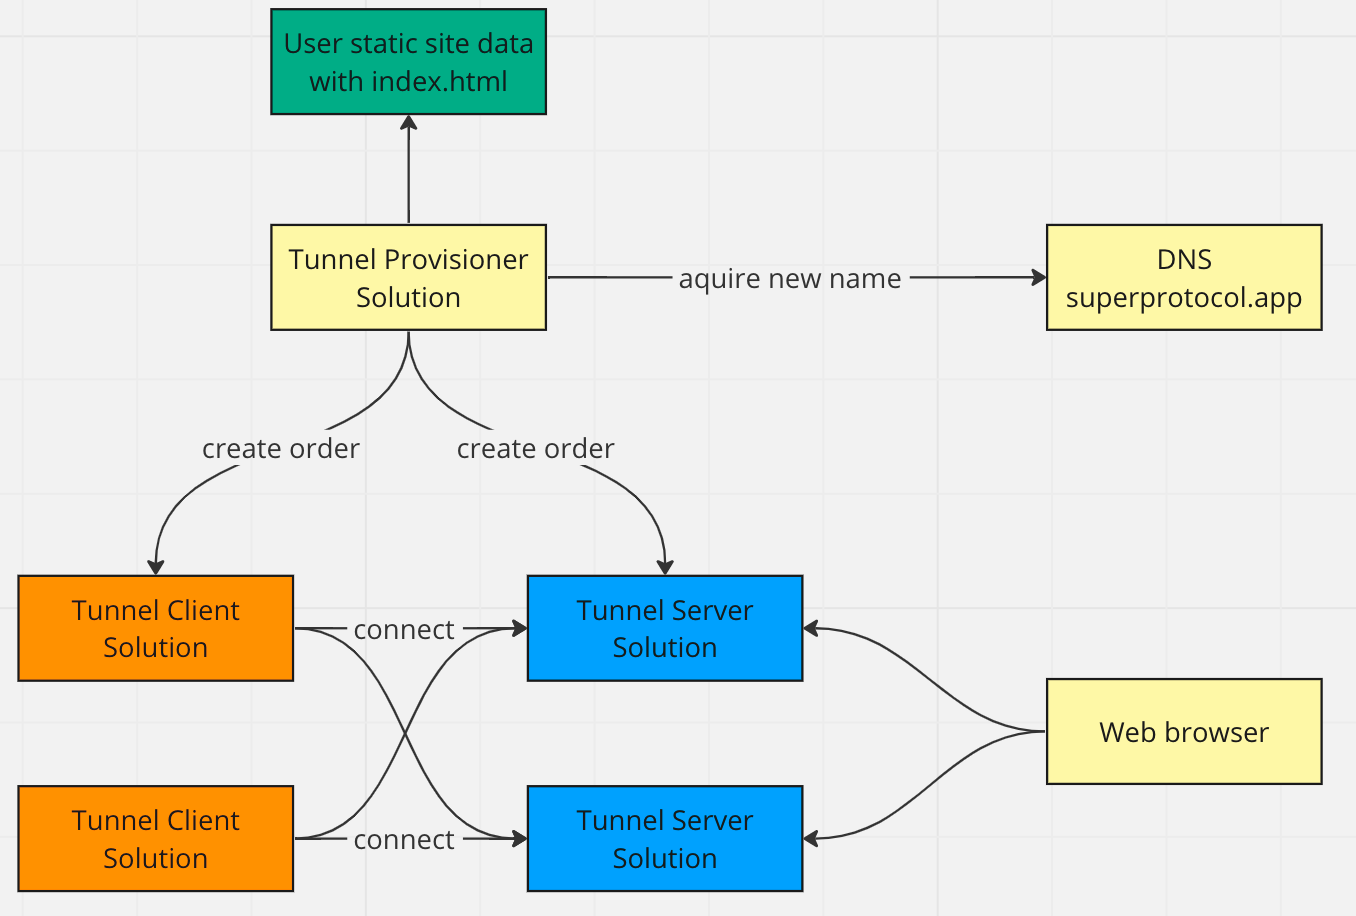 User static site data
with index.html
Tunnel Provisioner
Solution
aquire new name
DNS
superprotocol.app
create order
create order
Tunnel Client
Solution
connect
Tunnel Server
Solution
Web browser
Tunnel Client
Solution
connect
Tunnel Server
Solution